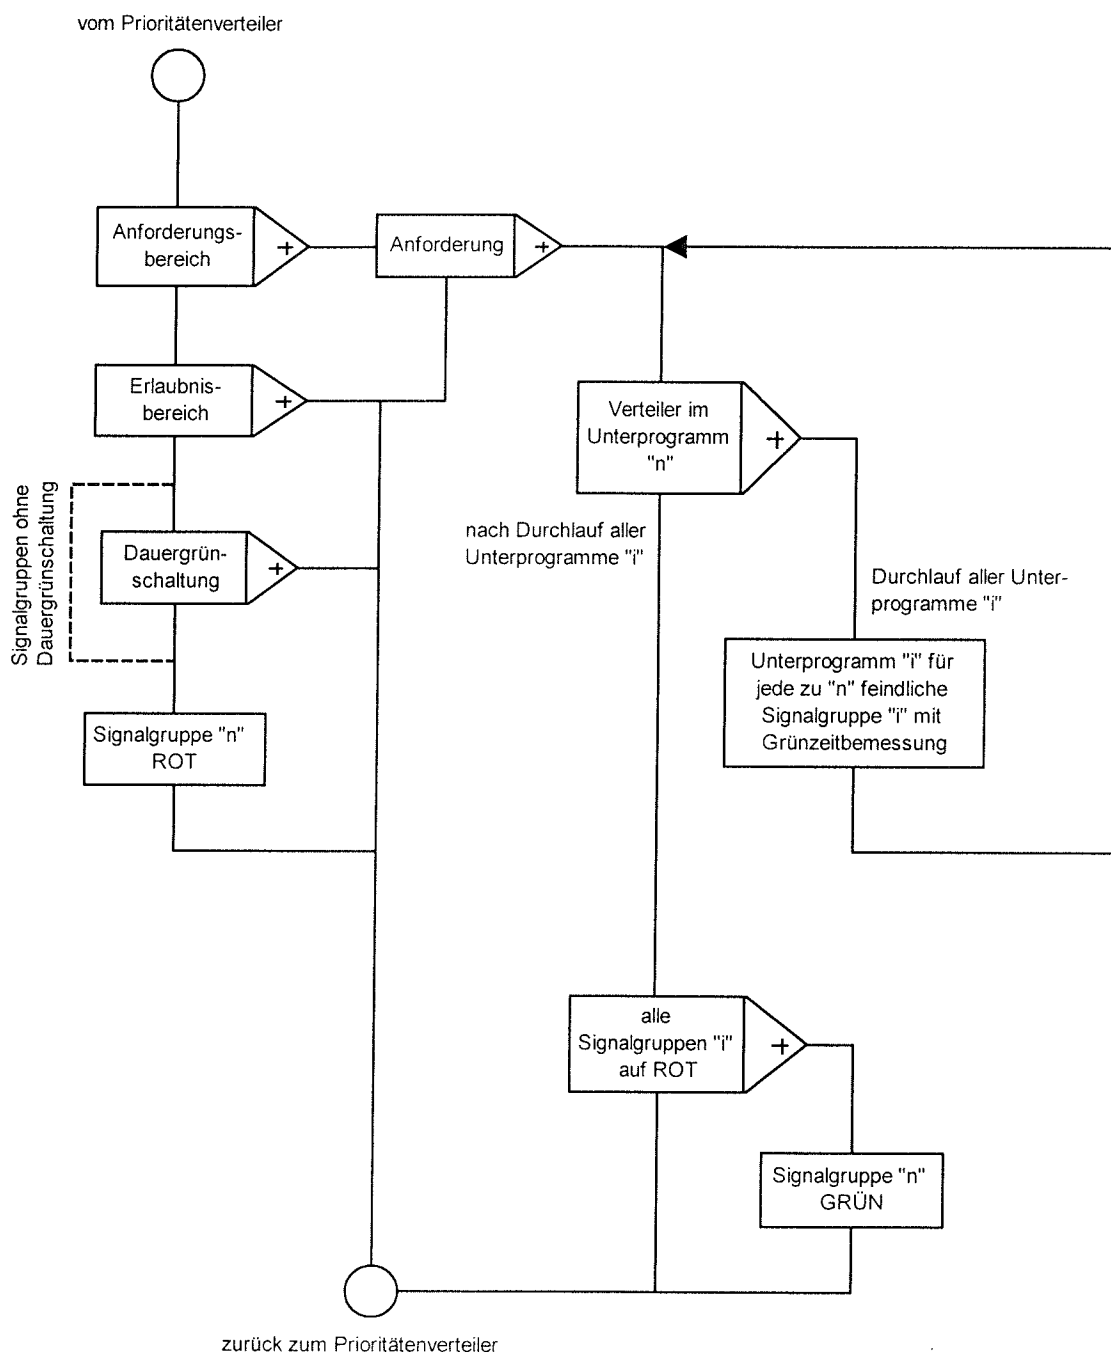 vom Prioritätenverteiler
Anforderungs-
bereich
+
Anforderung
+
Erlaubnis-
bereich
+
Verteiler im
Unterprogramm
"n"
+
Signalgruppen ohne
Dauergrünschaltung
Dauergrün-
schaltung
+
nach Durchlauf aller
Unterprogramme "i"
Durchlauf aller Unter-
programme "i"
Unterprogramm "i" für
jede zu "n" feindliche
Signalgruppe "i" mit
Grünzeitbemessung
Signalgruppe "n"
ROT
alle
Signalgruppen "i"
auf ROT
+
Signalgruppe "n"
GRÜN
zurück zum Prioritätenverteiler